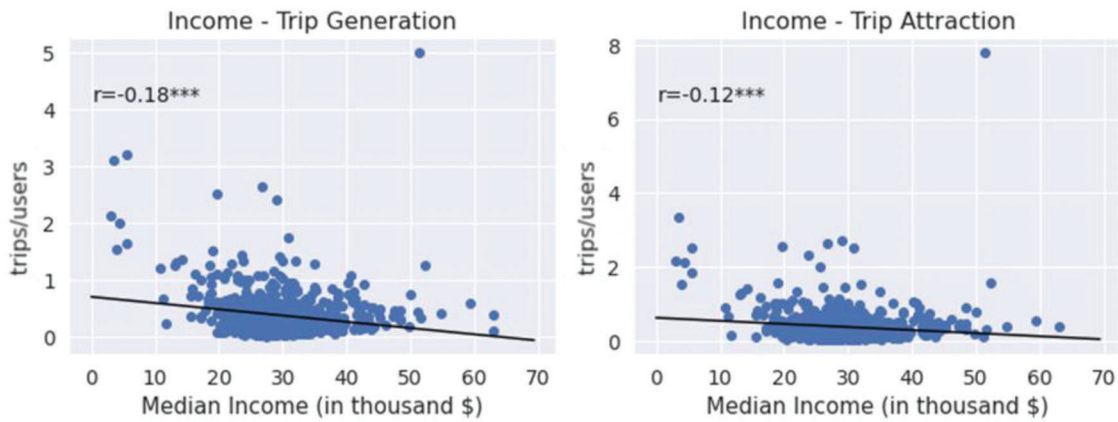 Income - Trip Generation
5
4
3
2
1
0
r=-0.18***
trips/users
0 10 20 30 40 50 60 70
Median Income (in thousand $)
Income - Trip Attraction
8
6
4
2
0
r=-0.12***
trips/users
0 10 20 30 40 50 60 70
Median Income (in thousand $)